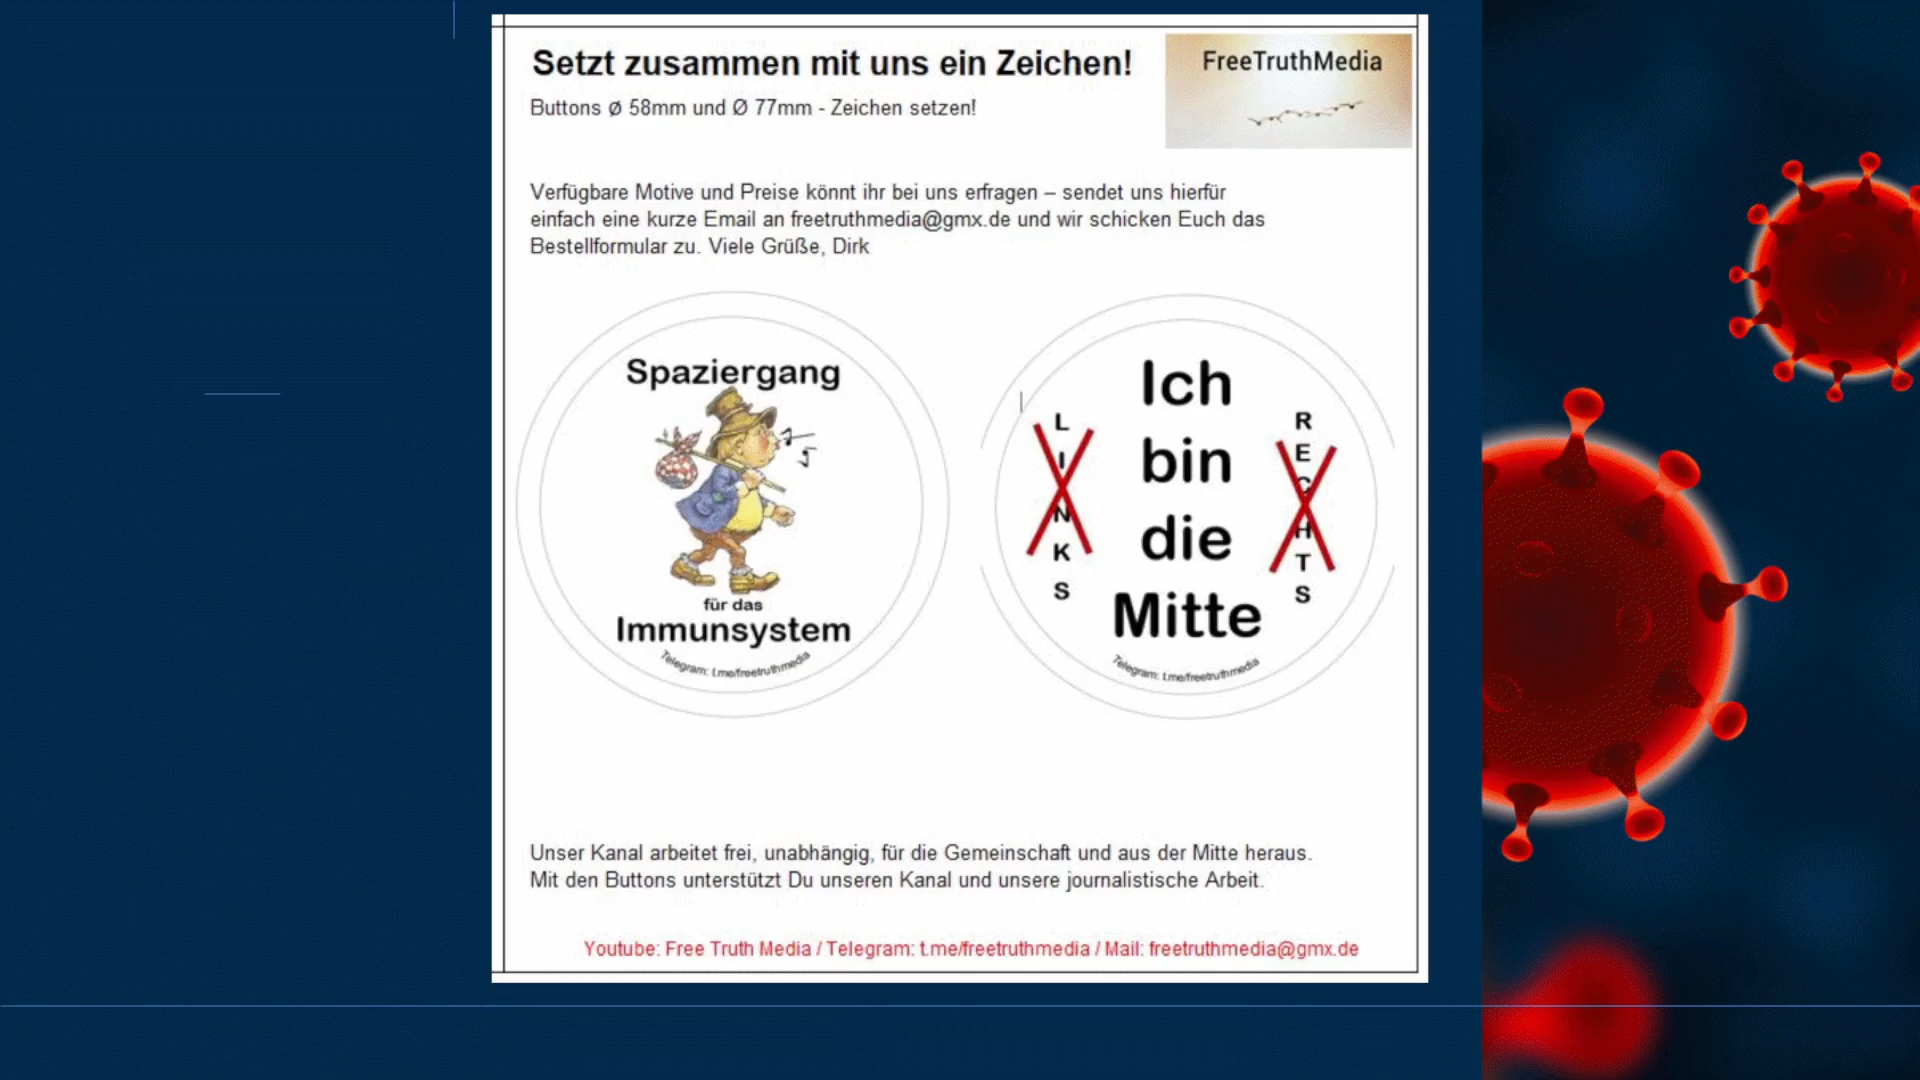 Setzt zusammen mit uns ein Zeichen!
FreeTruthMedia
Buttons ø 58mm und Ø 77mm - Zeichen setzen!
Verfügbare Motive und Preise könnt ihr bei uns erfragen – sendet uns hierfür
einfach eine kurze Email an freetruthmedia@gmx.de und wir schicken Euch das
Bestellformular zu. Viele Grüße, Dirk
Spaziergang
für das
Immunsystem
Telegram: t.me/freetruthmedia
LINKS
Ich
bin
die
Mitte
RECHTS
Telegram: t.me/freetruthmedia
Unser Kanal arbeitet frei, unabhängig, für die Gemeinschaft und aus der Mitte heraus.
Mit den Buttons unterstützt Du unseren Kanal und unsere journalistische Arbeit.
Youtube: Free Truth Media / Telegram: t.me/freetruthmedia / Mail: freetruthmedia@gmx.de